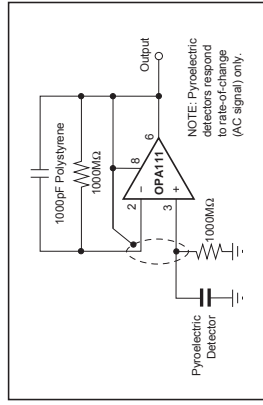 1000pF Polystyrene
1000MΩ
2
8
–
OPA111
6
Output
+
3
NOTE: Pyroelectric
detectors respond
to rate-of-change
(AC signal) only.
1000MΩ
Pyroelectric
Detector